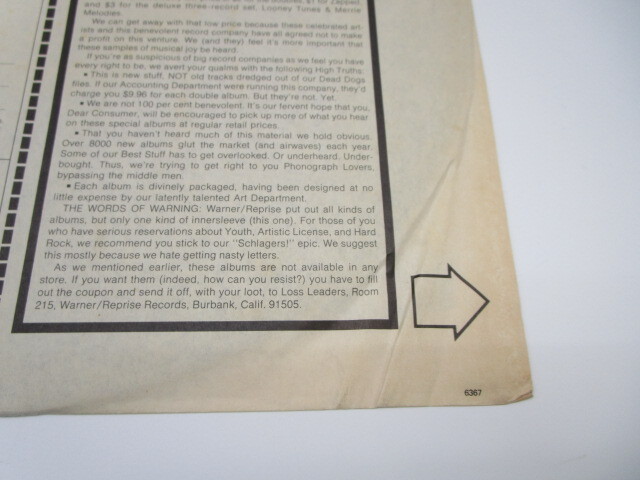 and $3 for the deluxe three-record set, Looney Tunes & Merrie
Melodies.
We can get away with that low price because these celebrated art-
ists and this benevolent record company have all agreed not to make
a profit on this venture. We (and they) feel it's more important that
these samples of musical joy be heard.
If you're as suspicious of big record companies as we feel you have
every right to be, we avert your qualms with the following High Truths:
• This is new stuff, NOT old tracks dredged out of our Dead Dogs
files. If our Accounting Department were running this company, they'd
charge you $9.96 for each double album. But they're not. Yet.
• We are not 100 per cent benevolent. It's our fervent hope that you,
Dear Consumer, will be encouraged to pick up more of what you hear
on these special albums at regular retail prices.
• That you haven't heard much of this material we hold obvious.
Over 8000 new albums glut the market (and airwaves) each year.
Some of our Best Stuff has to get overlooked. Or underheard. Under-
bought. Thus, we're trying to get right to you Phonograph Lovers,
bypassing the middle men.
• Each album is divinely packaged, having been designed at no
little expense by our latently talented Art Department.
THE WORDS OF WARNING: Warner/Reprise put out all kinds of
albums, but only one kind of innersleeve (this one). For those of you
who have serious reservations about Youth, Artistic License, and Hard
Rock, we recommend you stick to our "Schlagers!" epic. We suggest
this mostly because we hate getting nasty letters.
As we mentioned earlier, these albums are not available in any
store. If you want them (indeed, how can you resist?) you have to fill
out the coupon and send it off, with your loot, to Loss Leaders, Room
215, Warner/Reprise Records, Burbank, Calif. 91505.
6367